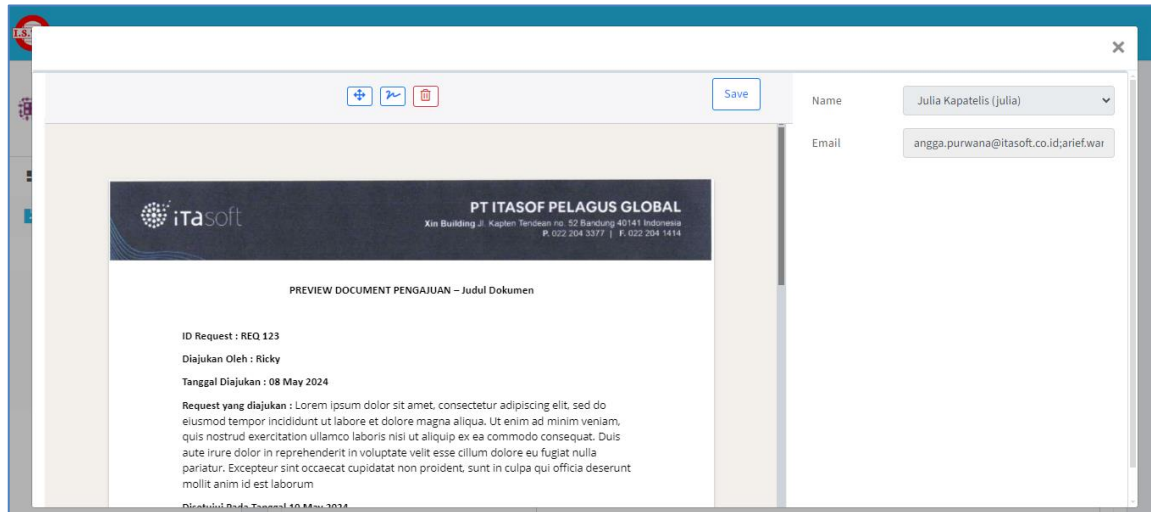 I.S.
Save
Name
Julia Kapatelis (julia)
Email
angga.purwana@itasoft.co.id;arief.war
iTasoft
PT ITASOF PELAGUS GLOBAL
Xin Building Jl. Kapten Tendean no. 52 Bandung 40141 Indonesia
P. 022 204 3377 | F. 022 204 1414
PREVIEW DOCUMENT PENGAJUAN – Judul Dokumen
ID Request : REQ 123
Diajukan Oleh : Ricky
Tanggal Diajukan : 08 May 2024
Request yang diajukan : Lorem ipsum dolor sit amet, consectetur adipiscing elit, sed do
eiusmod tempor incididunt ut labore et dolore magna aliqua. Ut enim ad minim veniam,
quis nostrud exercitation ullamco laboris nisi ut aliquip ex ea commodo consequat. Duis
aute irure dolor in reprehenderit in voluptate velit esse cillum dolore eu fugiat nulla
pariatur. Excepteur sint occaecat cupidatat non proident, sunt in culpa qui officia deserunt
mollit anim id est laborum
Disetujui Pada Tanggal 10 May 2024